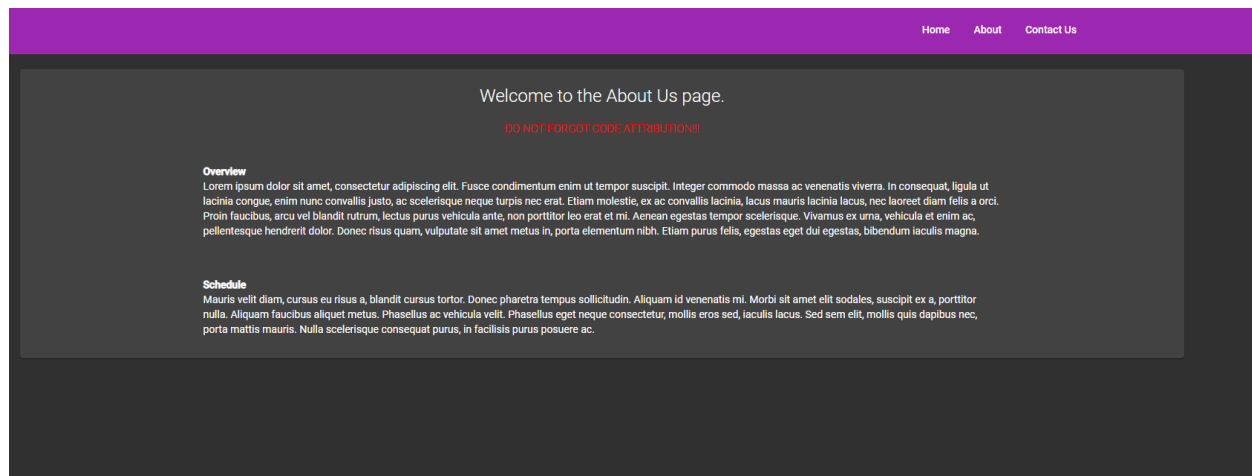 Home About Contact Us
Welcome to the About Us page.
DO NOT FORGOT CODE ATTRIBUTION!!!
Overview
Lorem ipsum dolor sit amet, consectetur adipiscing elit. Fusce condimentum enim ut tempor suscipit. Integer commodo massa ac venenatis viverra. In consequat, ligula ut
lacinia congue, enim nunc convallis justo, ac scelerisque neque turpis nec erat. Etiam molestie, ex ac convallis lacinia, lacus mauris lacinia lacus, nec laoreet diam felis a orci.
Proin faucibus, arcu vel blandit rutrum, lectus purus vehicula ante, non porttitor leo erat et mi. Aenean egestas tempor scelerisque. Vivamus ex urna, vehicula et enim ac,
pellentesque hendrerit dolor. Donec risus quam, vulputate sit amet metus in, porta elementum nibh. Etiam purus felis, egestas eget dui egestas, bibendum iaculis magna.
Schedule
Mauris velit diam, cursus eu risus a, blandit cursus tortor. Donec pharetra tempus sollicitudin. Aliquam id venenatis mi. Morbi sit amet elit sodales, suscipit ex a, porttitor
nulla. Aliquam faucibus aliquet metus. Phasellus ac vehicula velit. Phasellus eget neque consectetur, mollis eros sed, iaculis lacus. Sed sem elit, mollis quis dapibus nec,
porta mattis mauris. Nulla scelerisque consequat purus, in facilisis purus posuere ac.